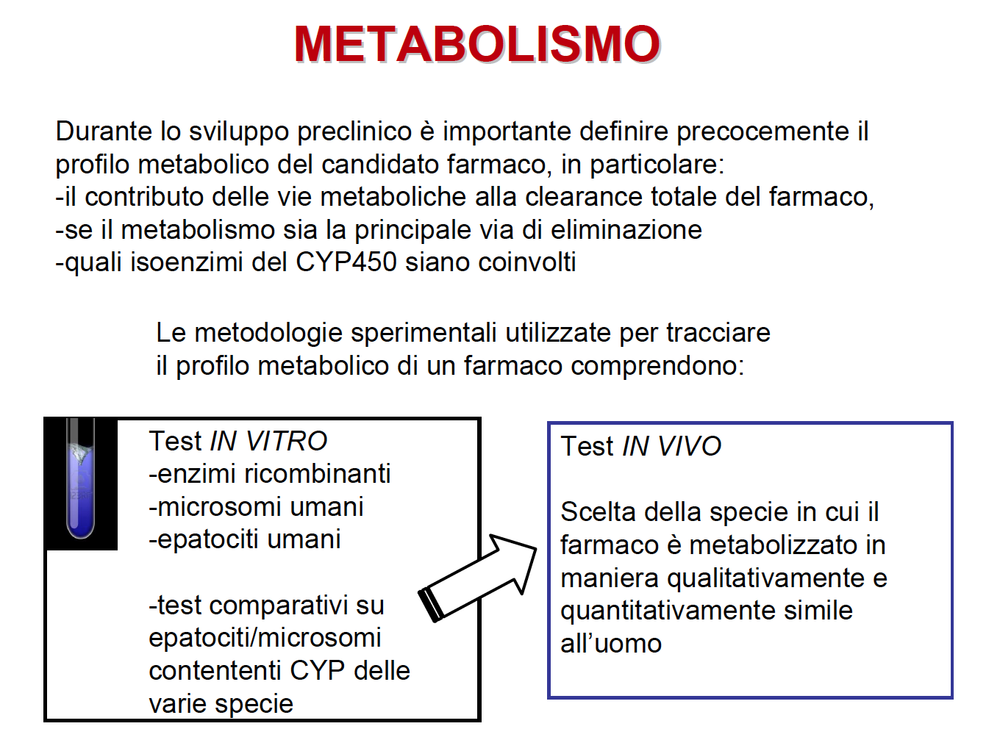 METABOLISMO
Durante lo sviluppo preclinico è importante definire precocemente il
profilo metabolico del candidato farmaco, in particolare:
-il contributo delle vie metaboliche alla clearance totale del farmaco,
-se il metabolismo sia la principale via di eliminazione
-quali isoenzimi del CYP450 siano coinvolti
Le metodologie sperimentali utilizzate per tracciare
il profilo metabolico di un farmaco comprendono:
Test IN VITRO
-enzimi ricombinanti
-microsomi umani
-epatociti umani
-test comparativi su
epatociti/microsomi
contententi CYP delle
varie specie
Test IN VIVO
Scelta della specie in cui il
farmaco è metabolizzato in
maniera qualitativamente e
quantitativamente simile
all’uomo